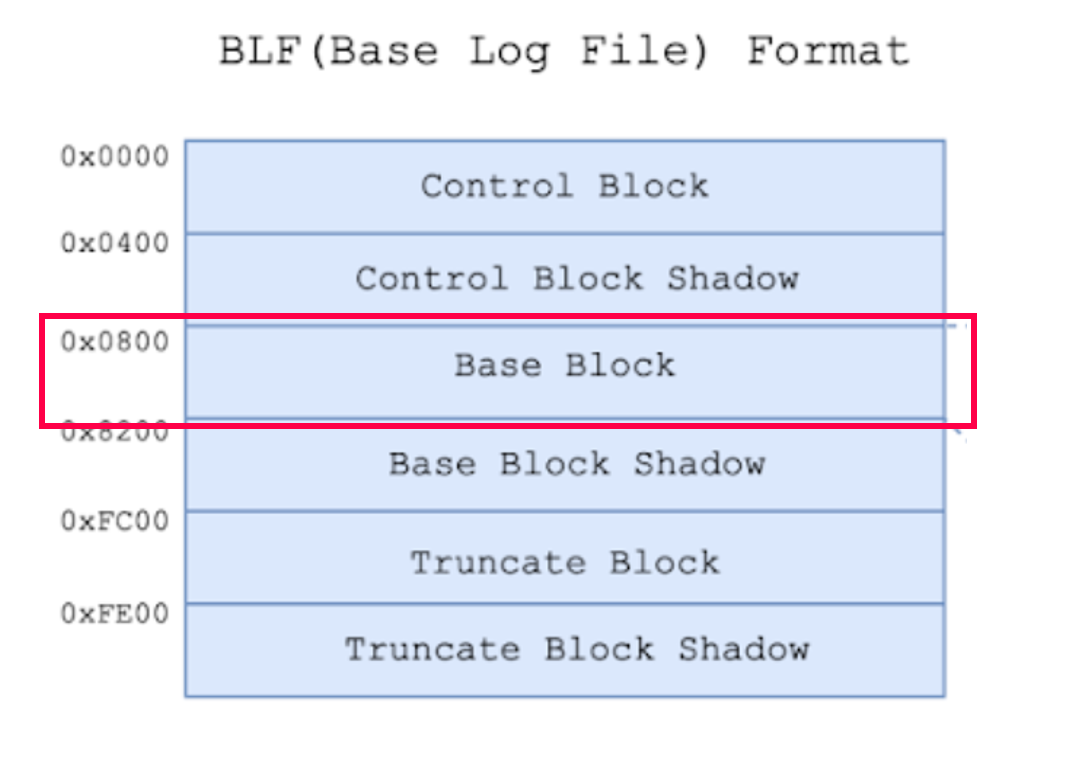 BLF(Base Log File) Format
0x0000
Control Block
0x0400
Control Block Shadow
0x0800
Base Block
0x8200
Base Block Shadow
0xFC00
Truncate Block
0xFE00
Truncate Block Shadow